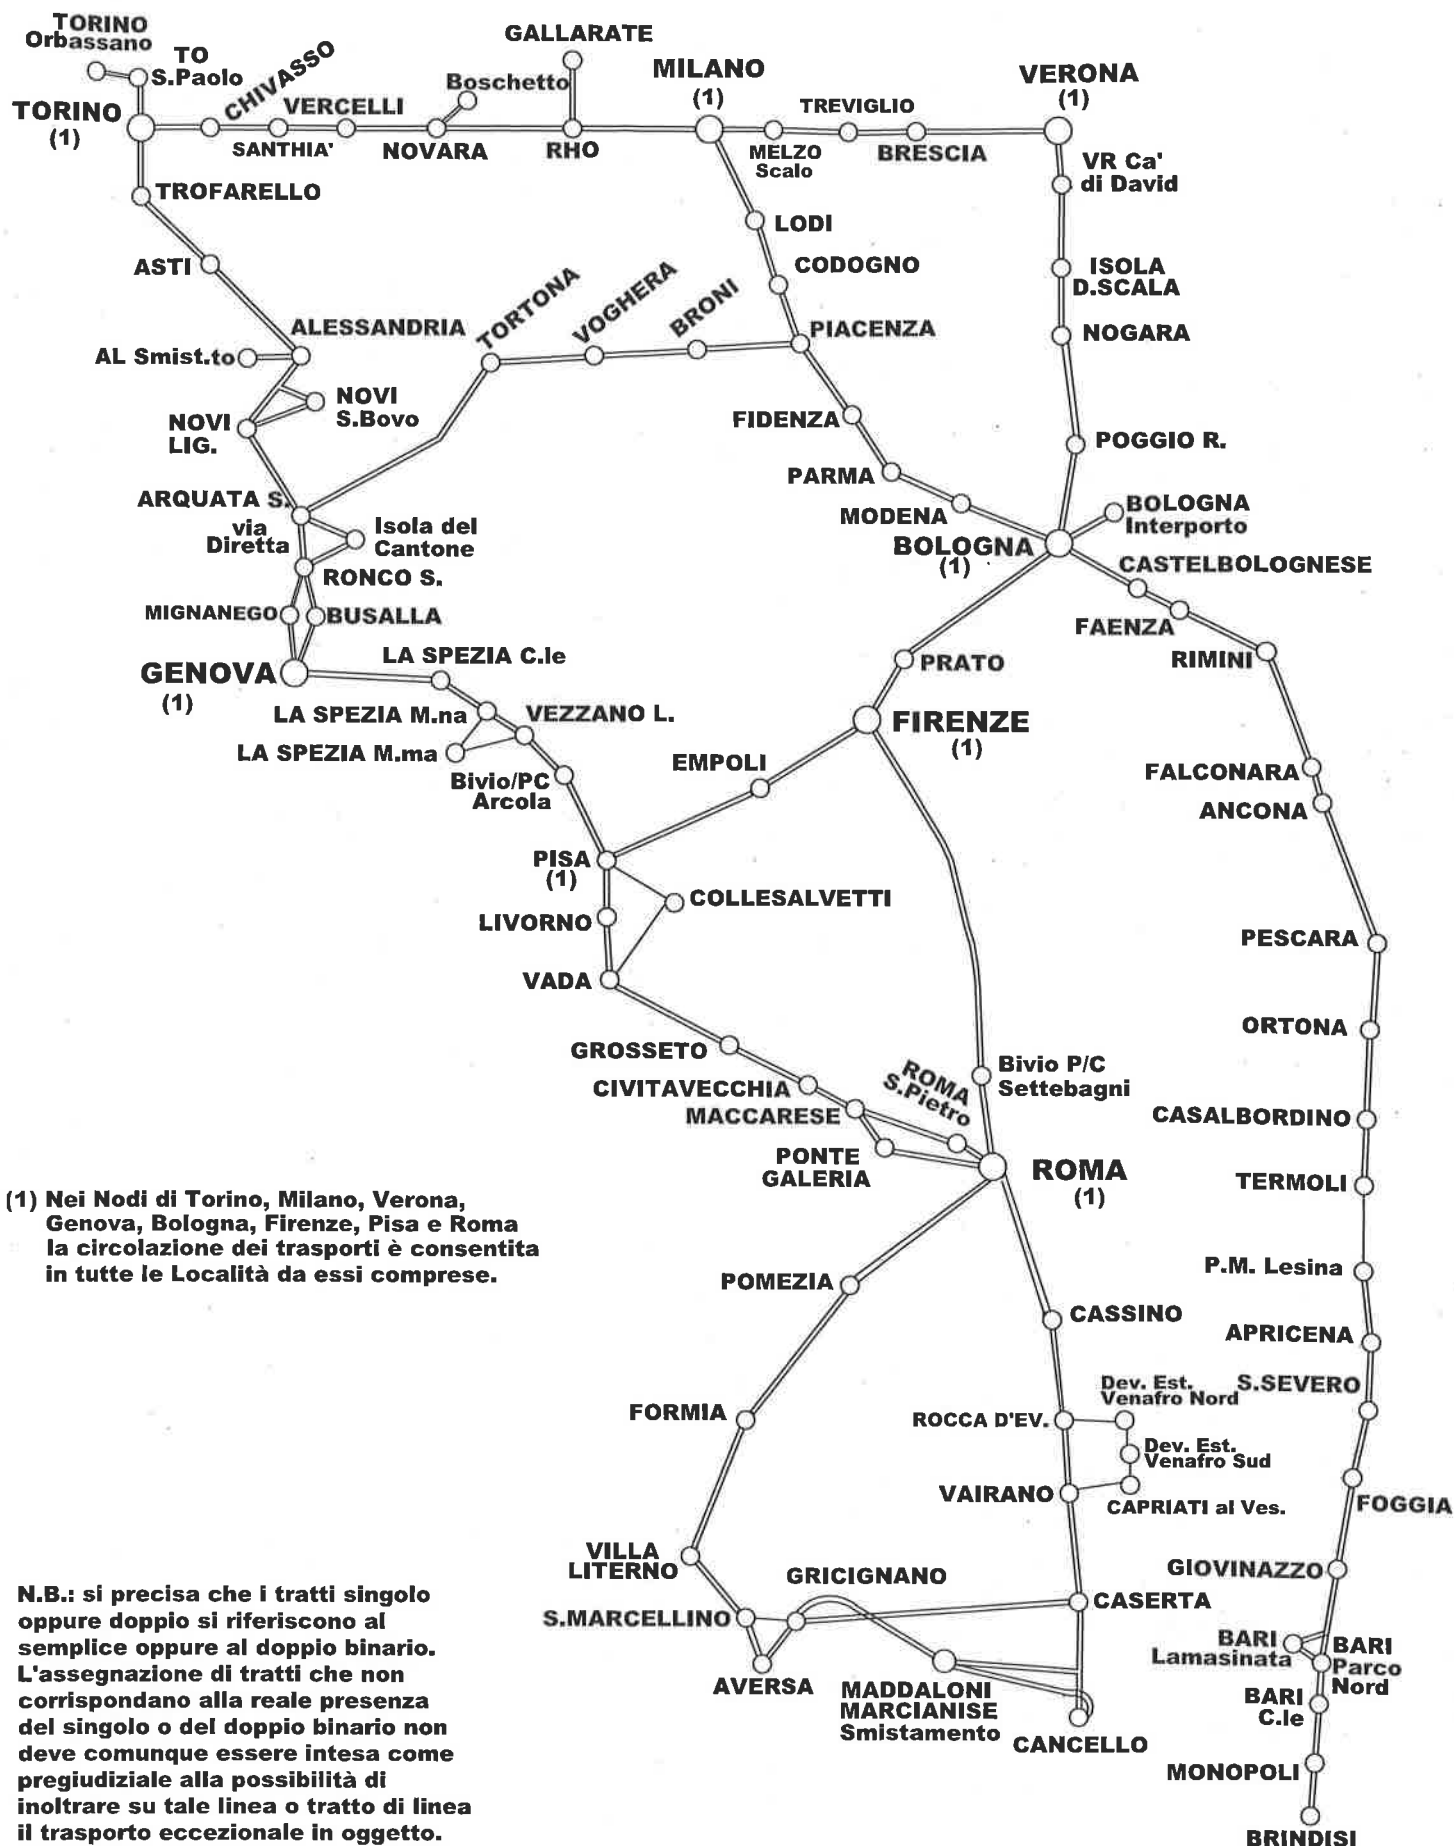 TORINO
Orbassano
TO
S.Paolo
CHIVASSO
GALLARATE
Boschetto
MILANO
(1)
VERONA
(1)
TORINO
(1)
VERCELLI
TREVIGLIO
SANTHIA'
NOVARA
RHO
MELZO
Scalo
BRESCIA
VR Ca'
di David
TROFARELLO
LODI
ASTI
CODOGNO
ISOLA
D.SCALA
TORTONA
VOGHERA
BRONI
ALESSANDRIA
PIACENZA
NOGARA
AL Smist.to
NOVI
S.Bovo
NOVI
LIG.
FIDENZA
POGGIO R.
PARMA
ARQUATA S.
via
Diretta
Isola del
Cantone
MODENA
BOLOGNA
Interporto
BOLOGNA
(1)
CASTELBOLOGNESE
RONCO S.
MIGNANEGO
BUSALLA
FAENZA
RIMINI
GENOVA
(1)
LA SPEZIA C.le
PRATO
LA SPEZIA M.na
VEZZANO L.
FIRENZE
(1)
LA SPEZIA M.ma
EMPOLI
Bivio/PC
Arcola
FALCONARA
ANCONA
PISA
(1)
COLLESALVETTI
LIVORNO
PESCARA
VADA
ORTONA
GROSSETO
ROMA
S.Pietro
Bivio P/C
Settebagni
CIVITAVECCHIA
MACCARESE
CASALBORDINO
PONTE
GALERIA
ROMA
(1)
TERMOLI
(1) Nei Nodi di Torino, Milano, Verona,
Genova, Bologna, Firenze, Pisa e Roma
la circolazione dei trasporti è consentita
in tutte le Località da essi comprese.
P.M. Lesina
POMEZIA
CASSINO
APRICENA
Dev. Est.
Venafro Nord
S.SEVERO
FORMIA
ROCCA D'EV.
Dev. Est.
Venafro Sud
VAIRANO
CAPRIATI al Ves.
FOGGIA
VILLA
LITERNO
GRICIGNANO
GIOVINAZZO
S.MARCELLINO
CASERTA
BARI
Lamasinata
BARI
Parco
Nord
AVERSA
MADDALONI
MARCIANISE
Smistamento
BARI
C.le
CANCELLO
MONOPOLI
BRINDISI
N.B.: si precisa che i tratti singolo
oppure doppio si riferiscono al
semplice oppure al doppio binario.
L'assegnazione di tratti che non
corrispondano alla reale presenza
del singolo o del doppio binario non
deve comunque essere intesa come
pregiudiziale alla possibilità di
inoltrare su tale linea o tratto di linea
il trasporto eccezionale in oggetto.